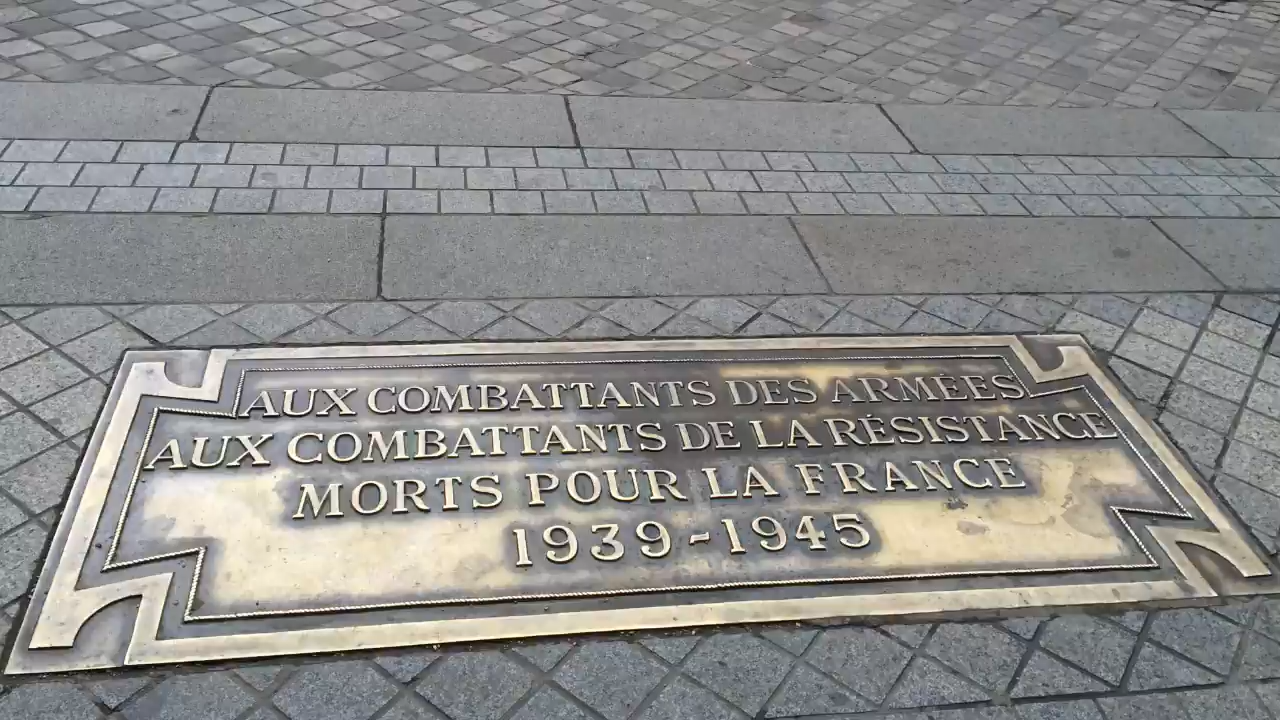 AUX COMBATTANTS DES ARMÉES
AUX COMBATTANTS DE LA RÉSISTANCE
MORTS POUR LA FRANCE
1939-1945